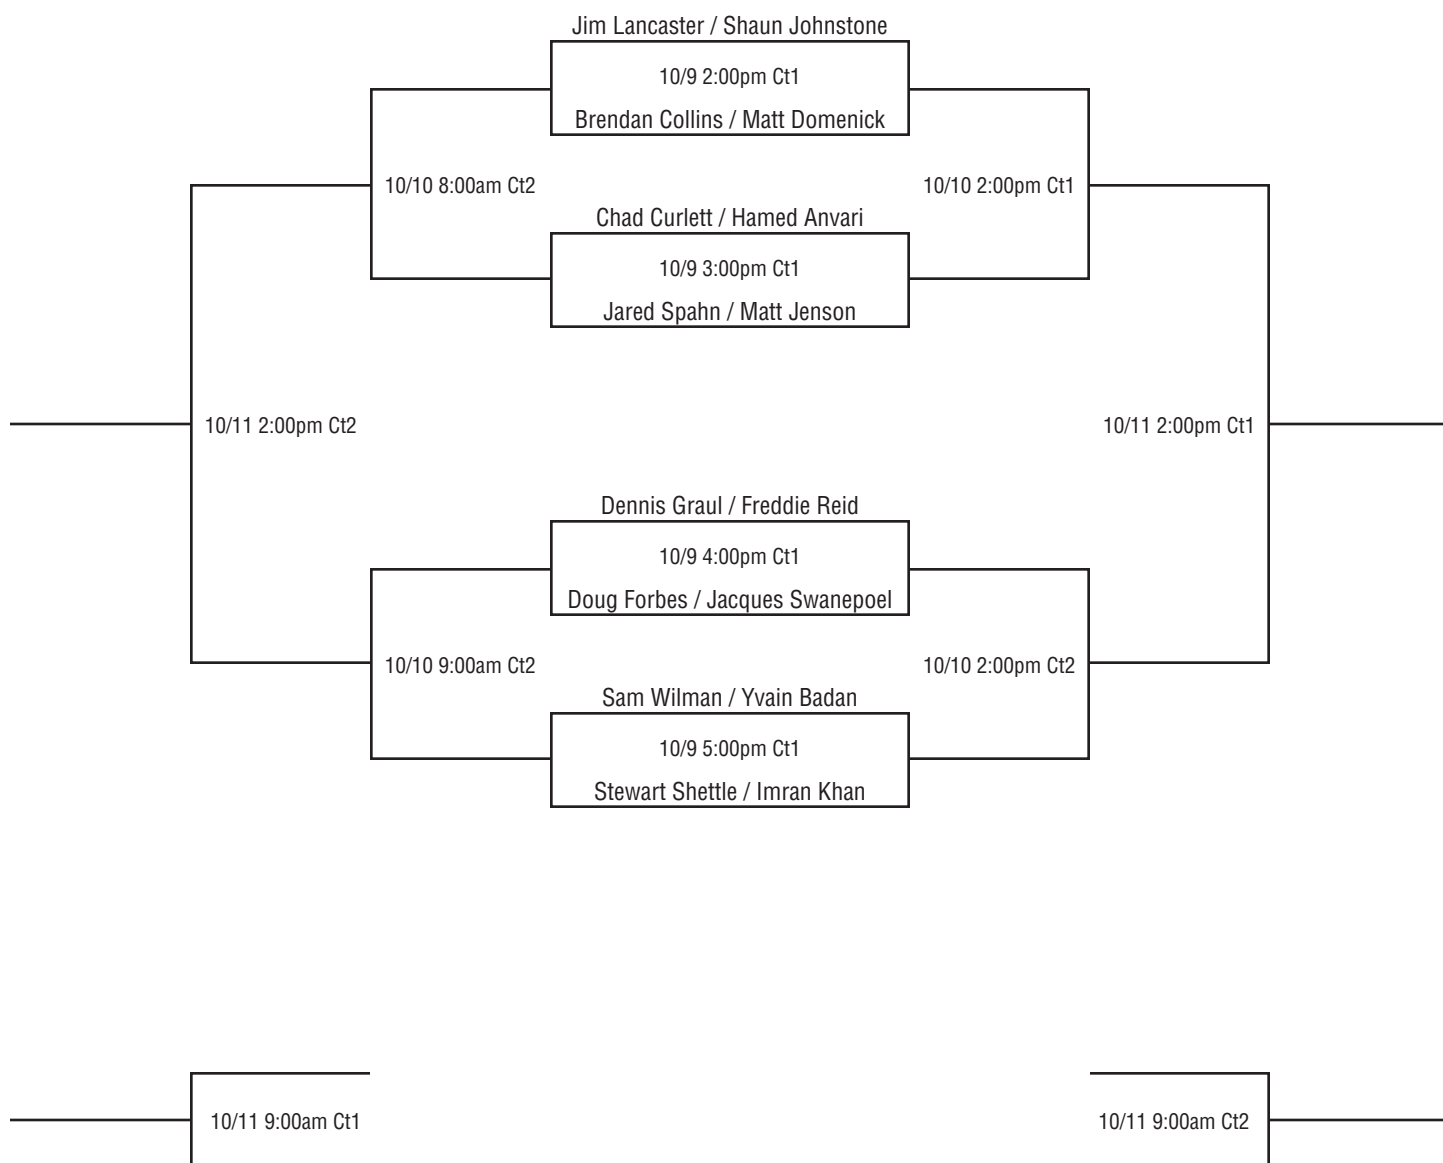 Jim Lancaster / Shaun Johnstone
10/9 2:00pm Ct1
Brendan Collins / Matt Domenick
10/10 8:00am Ct2
10/10 2:00pm Ct1
Chad Curlett / Hamed Anvari
10/9 3:00pm Ct1
Jared Spahn / Matt Jenson
10/11 2:00pm Ct2
10/11 2:00pm Ct1
Dennis Graul / Freddie Reid
10/9 4:00pm Ct1
Doug Forbes / Jacques Swanepoel
10/10 9:00am Ct2
10/10 2:00pm Ct2
Sam Wilman / Yvain Badan
10/9 5:00pm Ct1
Stewart Shettle / Imran Khan
10/11 9:00am Ct1
10/11 9:00am Ct2